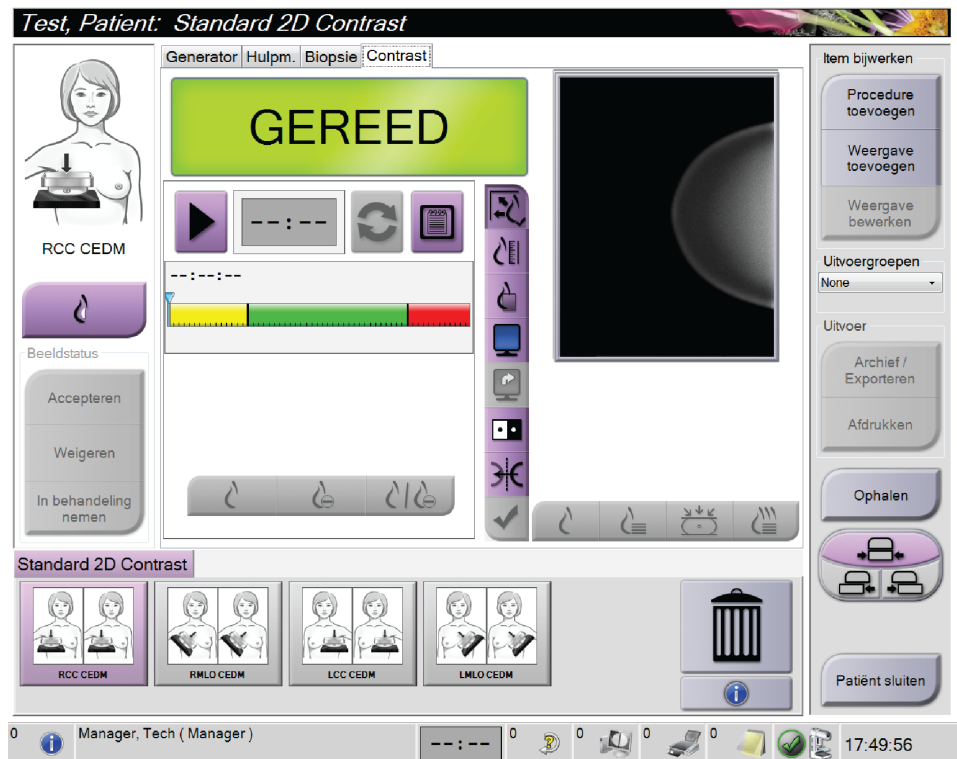 Test, Patient: Standard 2D Contrast
Generator Hulpm. Biopsie Contrast
GEREED
RCC CEDM
--:--
--:--:--
Beeldstatus
Accepteren
Weigeren
In behandeling
nemen
Item bijwerken
Procedure
toevoegen
Weergave
toevoegen
Weergave
bewerken
Uitvoergroepen
None
Uitvoer
Archief /
Exporteren
Afdrukken
Ophalen
Patiënt sluiten
Standard 2D Contrast
RCC CEDM
RMLO CEDM
LCC CEDM
LMLO CEDM
0 Manager, Tech ( Manager ) --:-- 0 0 0 0 17:49:56